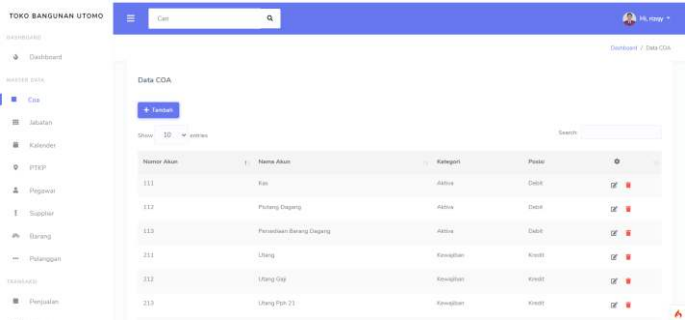 TOKO BANGUNAN UTOMO
Cari
Hi, rizqy
DASHBOARD
Dashboard
Dashboard / Data COA
MASTER DATA
Coa
Jabatan
Kalender
PTKP
Pegawai
Supplier
Barang
Pelanggan
TRANSAKSI
Penjualan
Data COA
+ Tambah
Show 10 entries
Search:
Nomor Akun Nama Akun Kategori Posisi
111 Kas Aktiva Debit
112 Piutang Dagang Aktiva Debit
113 Persediaan Barang Dagang Aktiva Debit
211 Utang Kewajiban Kredit
212 Utang Gaji Kewajiban Kredit
213 Utang Pph 21 Kewajiban Kredit